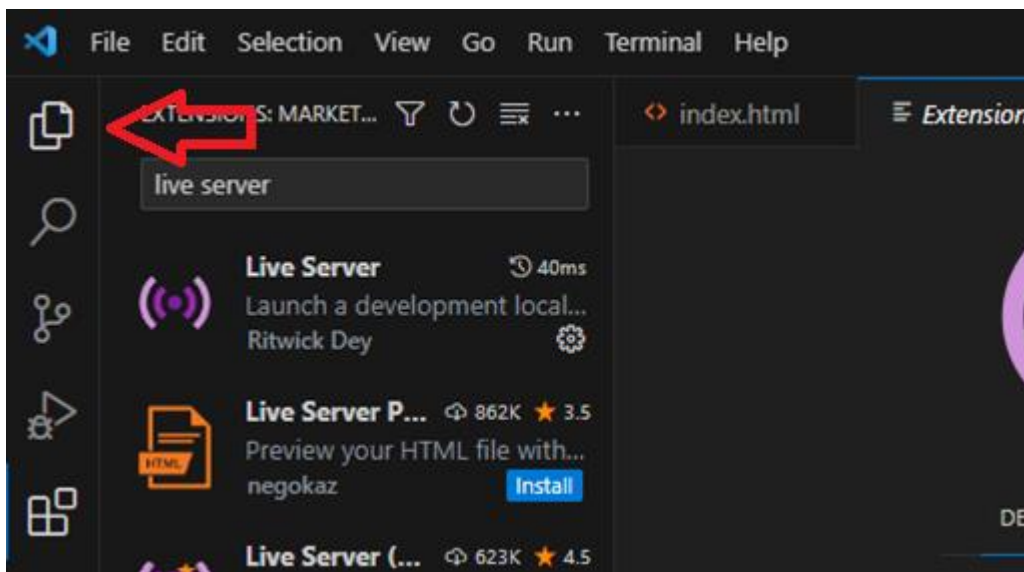 File Edit Selection View Go Run Terminal Help
EXTENSIONS: MARKET...
index.html
Extension
live server
Live Server
40ms
Launch a development local...
Ritwick Dey
Live Server P... 862K 3.5
Preview your HTML file with...
HTML
negokaz
Install
DE
Live Server (... 623K 4.5